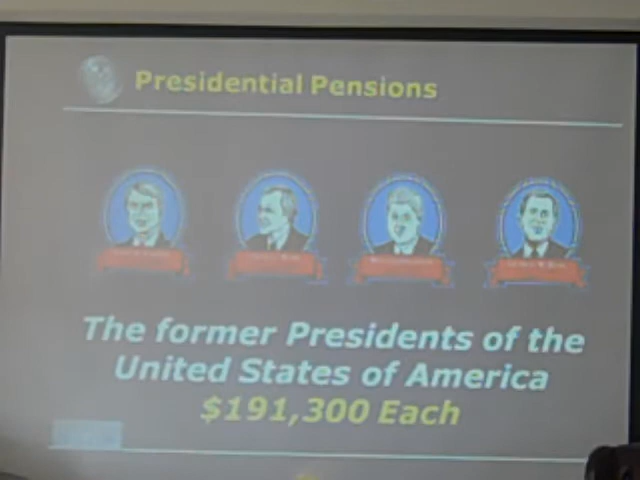 Presidential Pensions
The former Presidents of the
United States of America
$191,300 Each